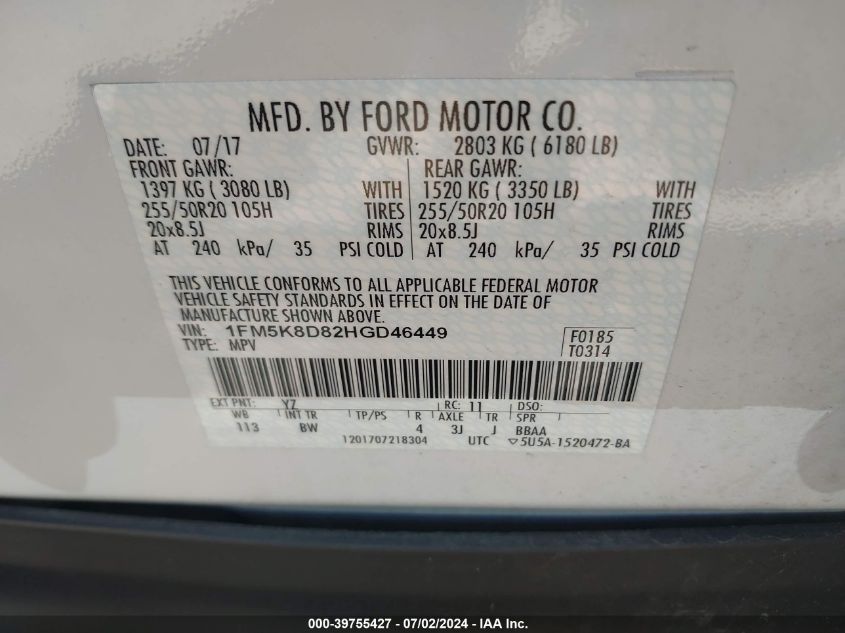 MFD. BY FORD MOTOR CO.
DATE: 07/17 GVWR: 2803 KG ( 6180 LB)
FRONT GAWR: REAR GAWR:
1397 KG ( 3080 LB) WITH 1520 KG ( 3350 LB) WITH
255/50R20 105H TIRES 255/50R20 105H TIRES
20x8.5J RIMS 20x8.5J RIMS
AT 240 kPa/ 35 PSI COLD AT 240 kPa/ 35 PSI COLD
THIS VEHICLE CONFORMS TO ALL APPLICABLE FEDERAL MOTOR
VEHICLE SAFETY STANDARDS IN EFFECT ON THE DATE OF
MANUFACTURE SHOWN ABOVE.
VIN: 1FM5K8D82HGD46449 F0185
TYPE: MPV T0314
EXT PNT: YZ RC: 11 DSO:
WB INT TR TP/PS R AXLE TR SPR
113 BW 4 3J J BBAA
1201707218304 UTC ▽5U5A-1520472-BA
000-39755427 - 07/02/2024 - IAA Inc.